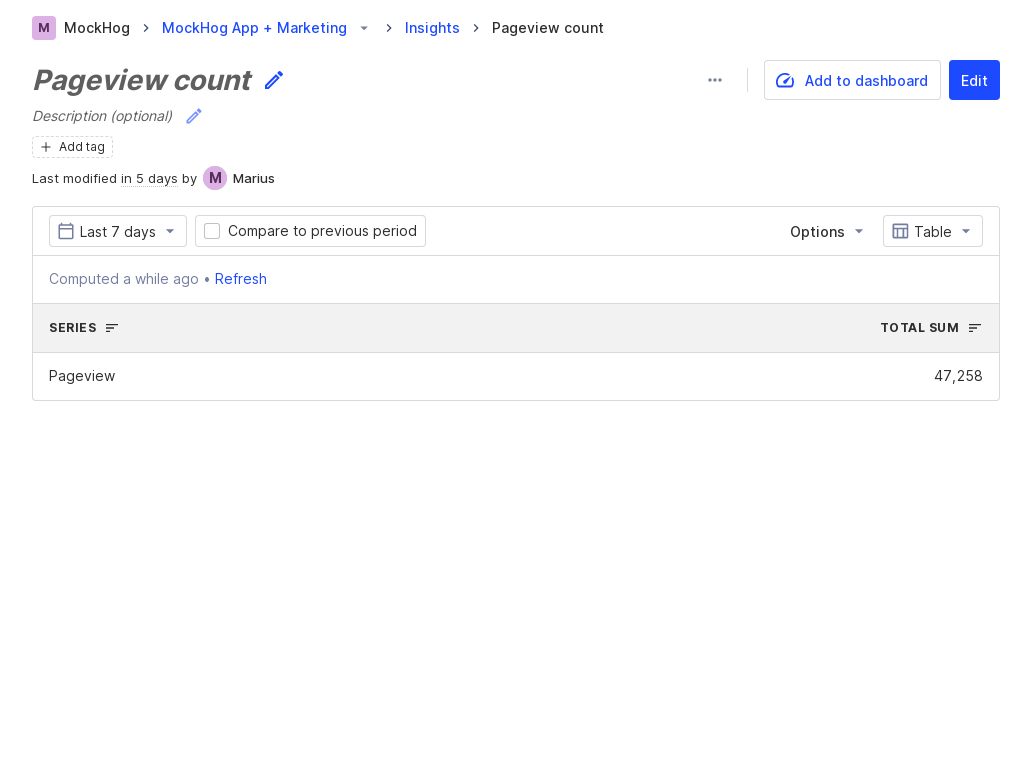 M MockHog MockHog App + Marketing Insights Pageview count
Pageview count
Add to dashboard
Edit
Description (optional)
Add tag
Last modified in 5 days by M Marius
Last 7 days
Compare to previous period
Options
Table
Computed a while ago • Refresh
SERIES TOTAL SUM
Pageview 47,258